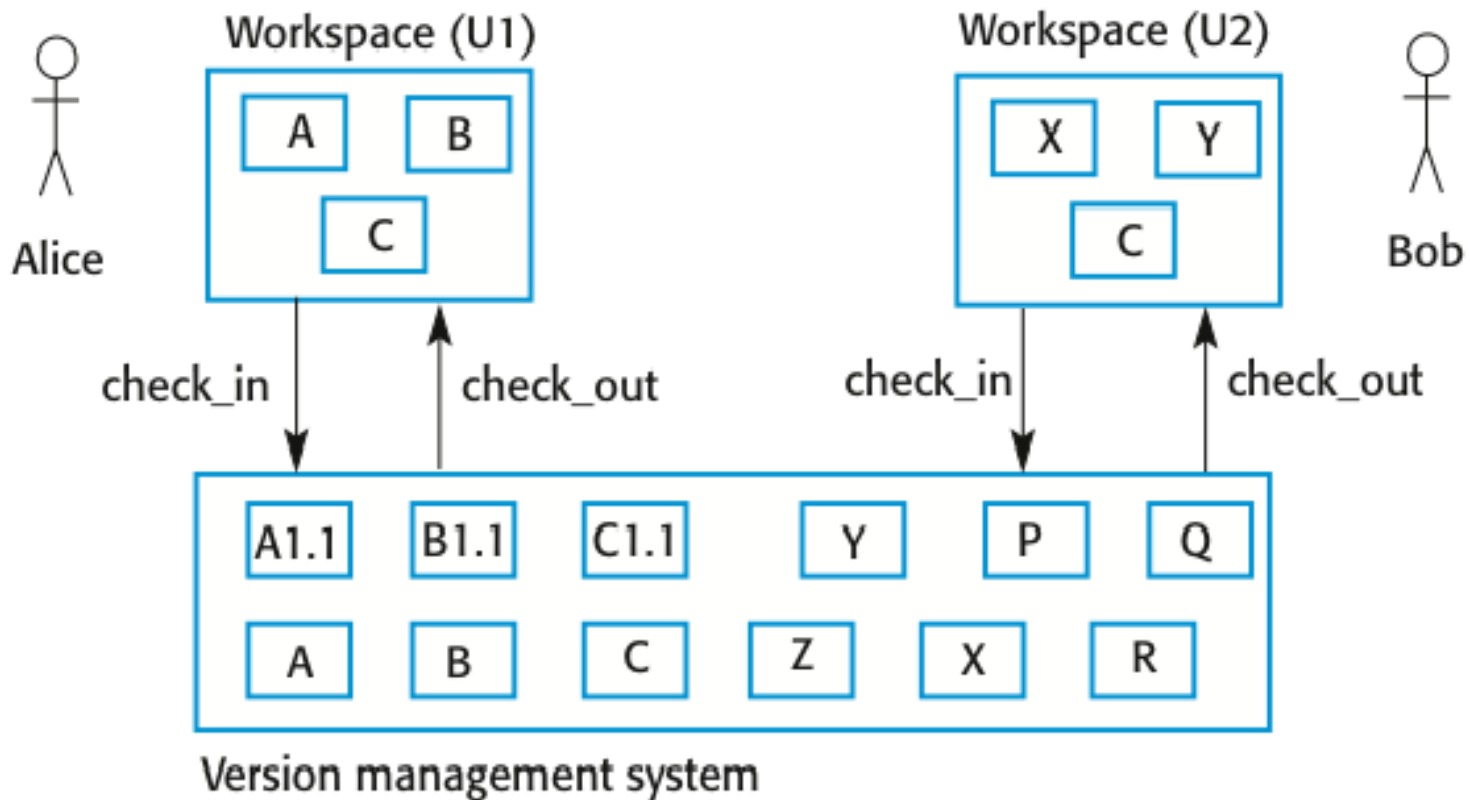 Workspace (U1)
Workspace (U2)
A
B
X
Y
C
C
Alice
Bob
check_in
check_out
check_in
check_out
A1.1
B1.1
C1.1
Y
P
Q
A
B
C
Z
X
R
Version management system